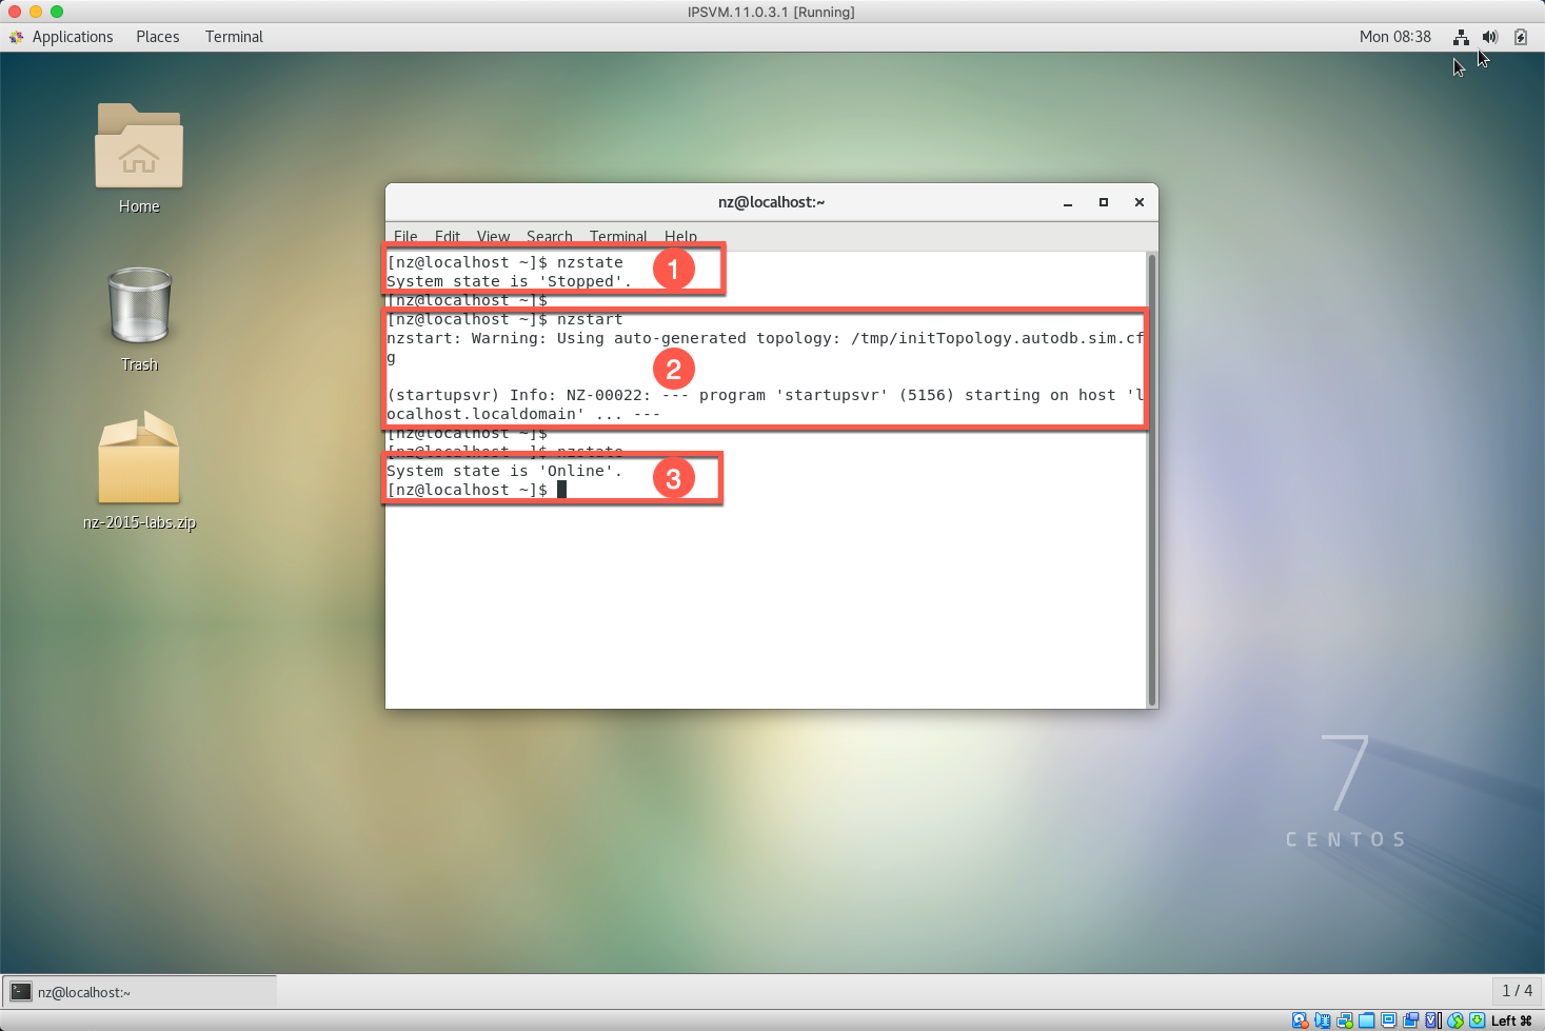 IPSVM.11.0.3.1 [Running]
Applications Places Terminal Mon 08:38
Home
Trash
nz-2015-labs.zip
nz@localhost:~
File Edit View Search Terminal Help
[nz@localhost ~]$ nzstate
System state is 'Stopped'.
1
[nz@localhost ~]$
[nz@localhost ~]$ nzstart
nzstart: Warning: Using auto-generated topology: /tmp/initTopology.autodb.sim.cf
g
2
(startupsvr) Info: NZ-00022: --- program 'startupsvr' (5156) starting on host 'l
ocalhost.localdomain' ... ---
[nz@localhost ~]$
[nz@localhost ~]$ nzstate
System state is 'Online'.
3
[nz@localhost ~]$
7
CENTOS
nz@localhost:~
1 / 4
Left ⌘